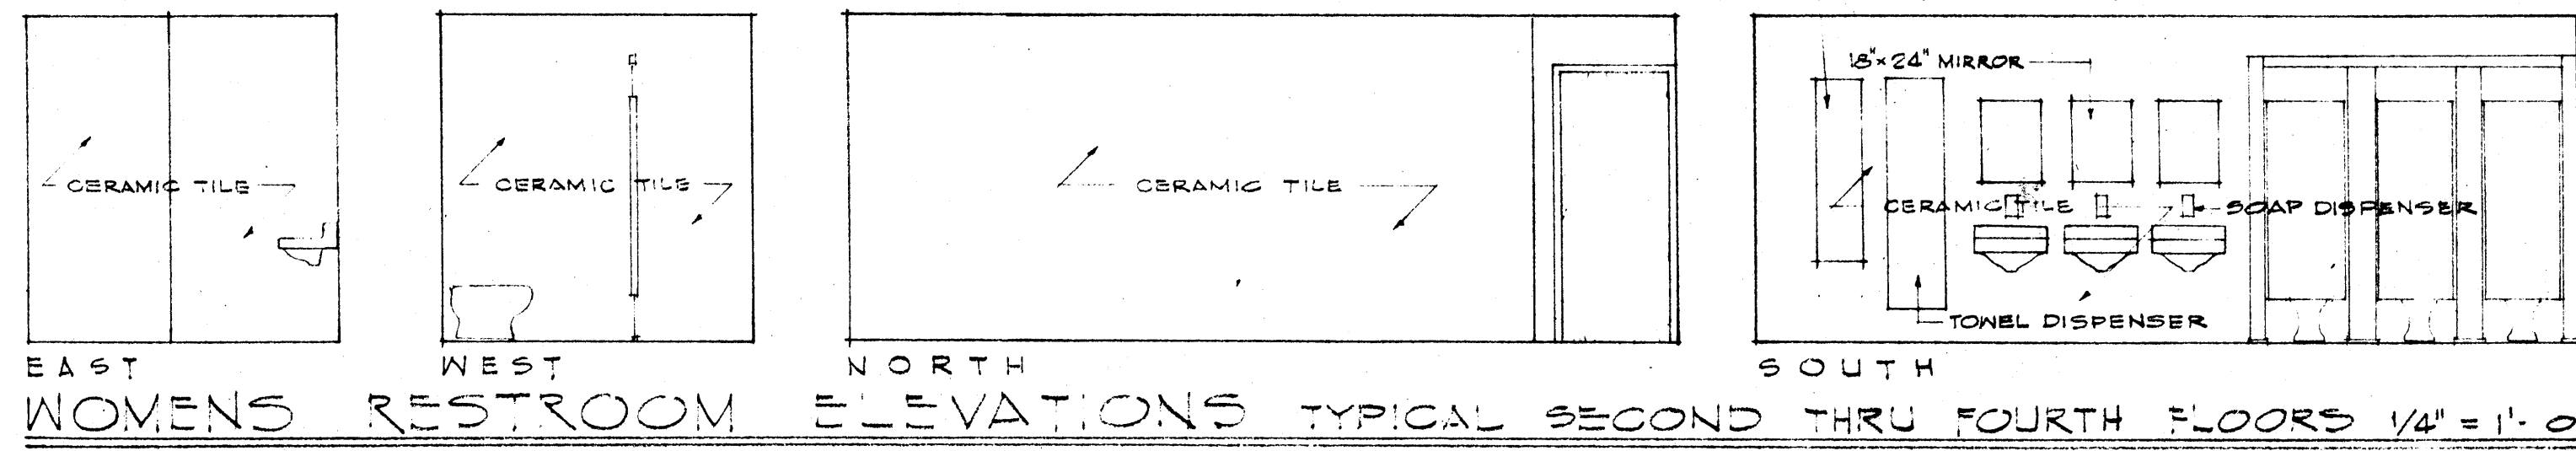 18"×24" MIRROR
CERAMIC TILE
CERAMIC TILE
CERAMIC TILE
CERAMIC TILE
SOAP DISPENSER
TOWEL DISPENSER
EAST
WEST
NORTH
SOUTH
WOMENS RESTROOM ELEVATIONS TYPICAL SECOND THRU FOURTH FLOORS 1/4" = 1'- 0